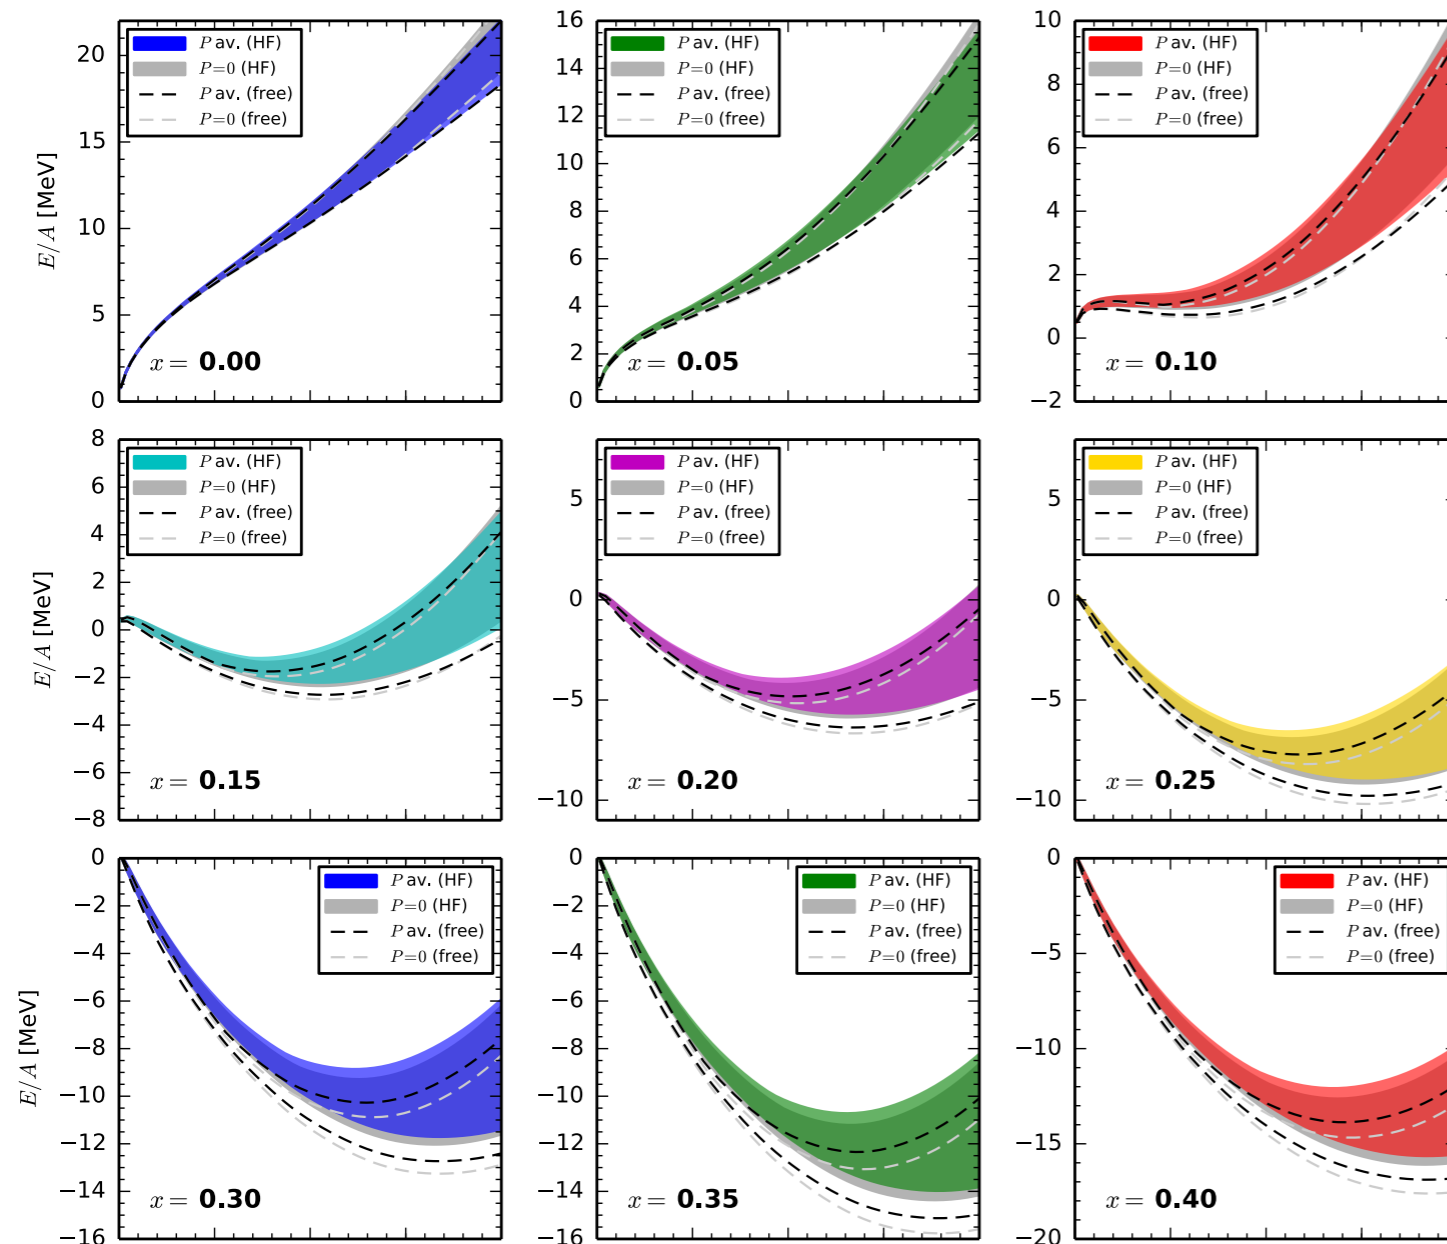 E/A [MeV]
20
15
10
5
0
P av. (HF)
P=0 (HF)
P av. (free)
P=0 (free)
x = 0.00
16
14
12
10
8
6
4
2
0
P av. (HF)
P=0 (HF)
P av. (free)
P=0 (free)
x = 0.05
10
8
6
4
2
0
−2
P av. (HF)
P=0 (HF)
P av. (free)
P=0 (free)
x = 0.10
E/A [MeV]
8
6
4
2
0
−2
−4
−6
−8
P av. (HF)
P=0 (HF)
P av. (free)
P=0 (free)
x = 0.15
5
0
−5
−10
P av. (HF)
P=0 (HF)
P av. (free)
P=0 (free)
x = 0.20
5
0
−5
−10
P av. (HF)
P=0 (HF)
P av. (free)
P=0 (free)
x = 0.25
E/A [MeV]
0
−2
−4
−6
−8
−10
−12
−14
−16
P av. (HF)
P=0 (HF)
P av. (free)
P=0 (free)
x = 0.30
0
−2
−4
−6
−8
−10
−12
−14
−16
P av. (HF)
P=0 (HF)
P av. (free)
P=0 (free)
x = 0.35
0
−5
−10
−15
−20
P av. (HF)
P=0 (HF)
P av. (free)
P=0 (free)
x = 0.40